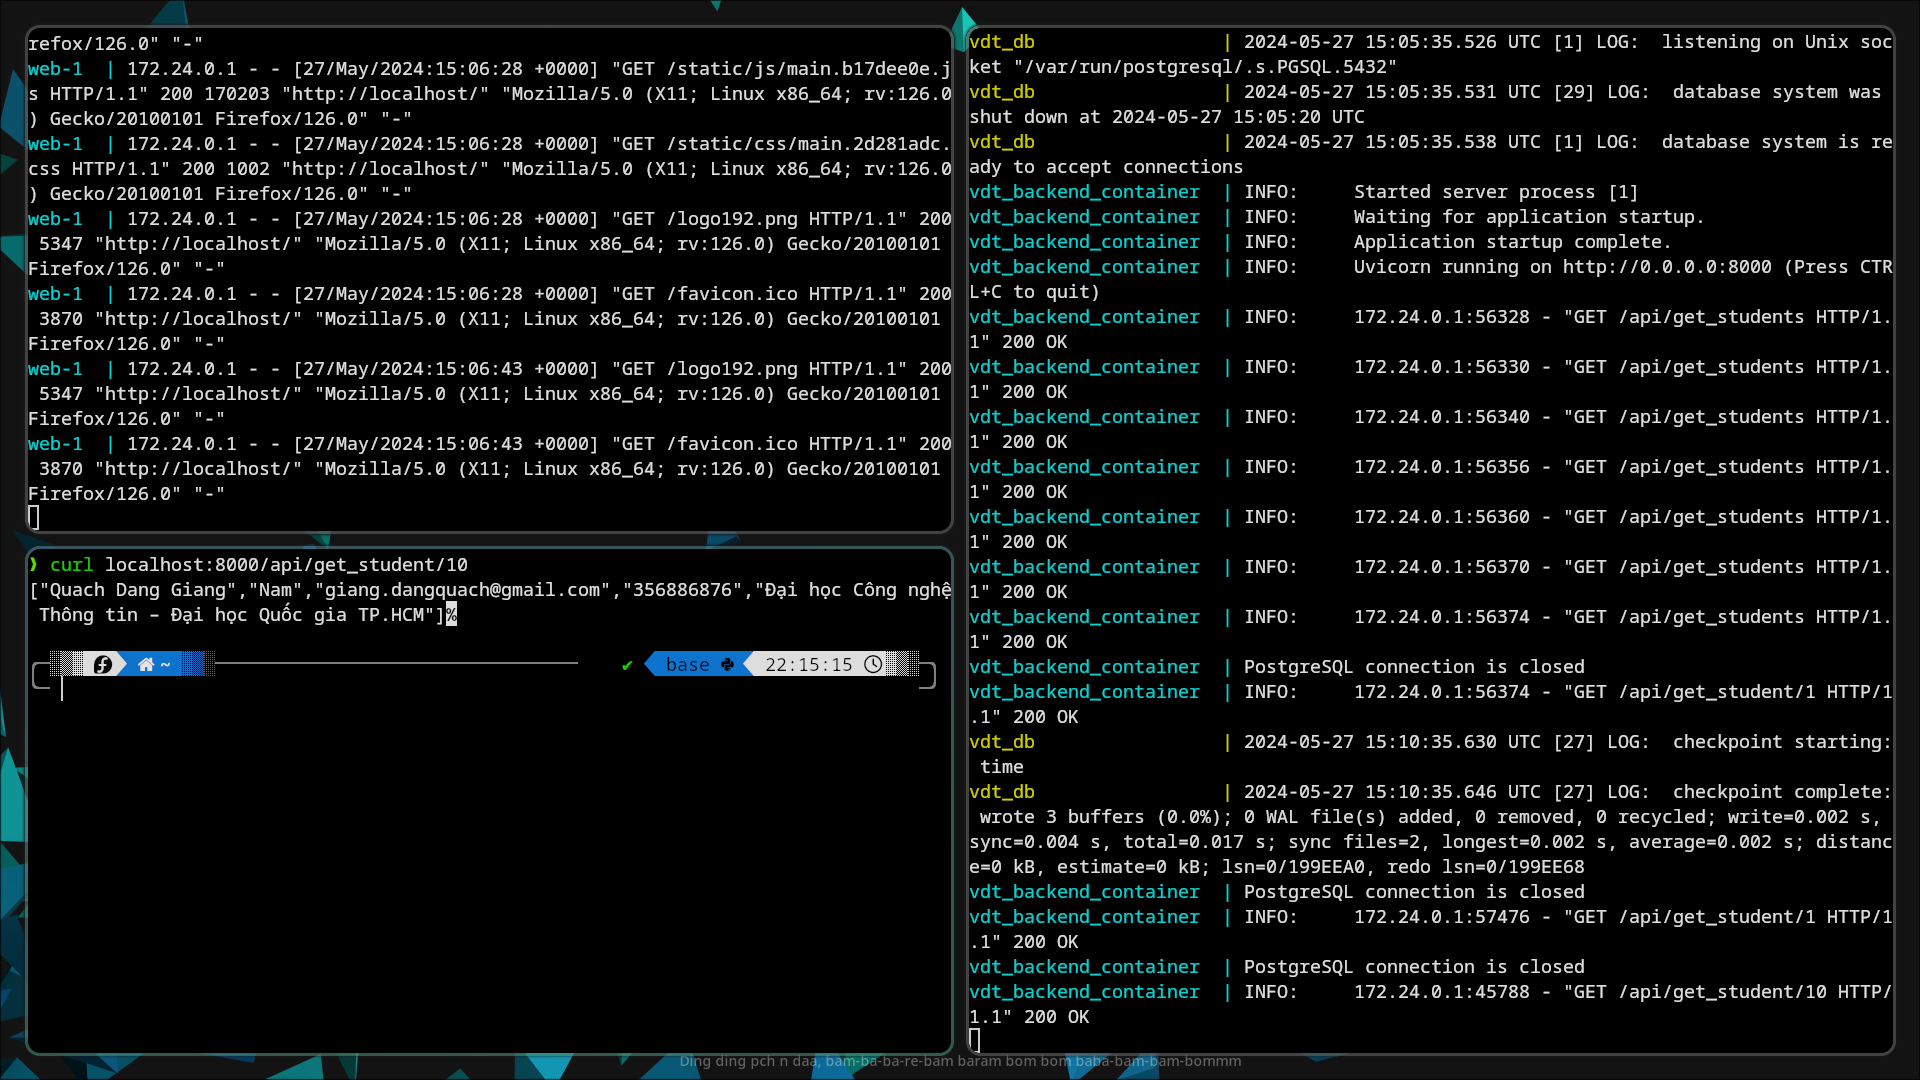 refox/126.0" "-"
web-1  | 172.24.0.1 - - [27/May/2024:15:06:28 +0000] "GET /static/js/main.b17dee0e.j
s HTTP/1.1" 200 170203 "http://localhost/" "Mozilla/5.0 (X11; Linux x86_64; rv:126.0
) Gecko/20100101 Firefox/126.0" "-"
web-1  | 172.24.0.1 - - [27/May/2024:15:06:28 +0000] "GET /static/css/main.2d281adc.
css HTTP/1.1" 200 1002 "http://localhost/" "Mozilla/5.0 (X11; Linux x86_64; rv:126.0
) Gecko/20100101 Firefox/126.0" "-"
web-1  | 172.24.0.1 - - [27/May/2024:15:06:28 +0000] "GET /logo192.png HTTP/1.1" 200
 5347 "http://localhost/" "Mozilla/5.0 (X11; Linux x86_64; rv:126.0) Gecko/20100101
Firefox/126.0" "-"
web-1  | 172.24.0.1 - - [27/May/2024:15:06:28 +0000] "GET /favicon.ico HTTP/1.1" 200
 3870 "http://localhost/" "Mozilla/5.0 (X11; Linux x86_64; rv:126.0) Gecko/20100101
Firefox/126.0" "-"
web-1  | 172.24.0.1 - - [27/May/2024:15:06:43 +0000] "GET /logo192.png HTTP/1.1" 200
 5347 "http://localhost/" "Mozilla/5.0 (X11; Linux x86_64; rv:126.0) Gecko/20100101
Firefox/126.0" "-"
web-1  | 172.24.0.1 - - [27/May/2024:15:06:43 +0000] "GET /favicon.ico HTTP/1.1" 200
 3870 "http://localhost/" "Mozilla/5.0 (X11; Linux x86_64; rv:126.0) Gecko/20100101
Firefox/126.0" "-"
❱ curl localhost:8000/api/get_student/10
["Quach Dang Giang","Nam","giang.dangquach@gmail.com","356886876","Đại học Công nghệ
 Thông tin – Đại học Quốc gia TP.HCM"]%
~ ✔ base 22:15:15
vdt_db                 | 2024-05-27 15:05:35.526 UTC [1] LOG:  listening on Unix soc
ket "/var/run/postgresql/.s.PGSQL.5432"
vdt_db                 | 2024-05-27 15:05:35.531 UTC [29] LOG:  database system was
shut down at 2024-05-27 15:05:20 UTC
vdt_db                 | 2024-05-27 15:05:35.538 UTC [1] LOG:  database system is re
ady to accept connections
vdt_backend_container  | INFO:     Started server process [1]
vdt_backend_container  | INFO:     Waiting for application startup.
vdt_backend_container  | INFO:     Application startup complete.
vdt_backend_container  | INFO:     Uvicorn running on http://0.0.0.0:8000 (Press CTR
L+C to quit)
vdt_backend_container  | INFO:     172.24.0.1:56328 - "GET /api/get_students HTTP/1.
1" 200 OK
vdt_backend_container  | INFO:     172.24.0.1:56330 - "GET /api/get_students HTTP/1.
1" 200 OK
vdt_backend_container  | INFO:     172.24.0.1:56340 - "GET /api/get_students HTTP/1.
1" 200 OK
vdt_backend_container  | INFO:     172.24.0.1:56356 - "GET /api/get_students HTTP/1.
1" 200 OK
vdt_backend_container  | INFO:     172.24.0.1:56360 - "GET /api/get_students HTTP/1.
1" 200 OK
vdt_backend_container  | INFO:     172.24.0.1:56370 - "GET /api/get_students HTTP/1.
1" 200 OK
vdt_backend_container  | INFO:     172.24.0.1:56374 - "GET /api/get_students HTTP/1.
1" 200 OK
vdt_backend_container  | PostgreSQL connection is closed
vdt_backend_container  | INFO:     172.24.0.1:56374 - "GET /api/get_student/1 HTTP/1
.1" 200 OK
vdt_db                 | 2024-05-27 15:10:35.630 UTC [27] LOG:  checkpoint starting:
 time
vdt_db                 | 2024-05-27 15:10:35.646 UTC [27] LOG:  checkpoint complete:
 wrote 3 buffers (0.0%); 0 WAL file(s) added, 0 removed, 0 recycled; write=0.002 s,
sync=0.004 s, total=0.017 s; sync files=2, longest=0.002 s, average=0.002 s; distanc
e=0 kB, estimate=0 kB; lsn=0/199EEA0, redo lsn=0/199EE68
vdt_backend_container  | PostgreSQL connection is closed
vdt_backend_container  | INFO:     172.24.0.1:57476 - "GET /api/get_student/1 HTTP/1
.1" 200 OK
vdt_backend_container  | PostgreSQL connection is closed
vdt_backend_container  | INFO:     172.24.0.1:45788 - "GET /api/get_student/10 HTTP/
1.1" 200 OK
Ding ding pch n daa, bam-ba-ba-re-bam baram bom bom baba-bam-bam-bommm